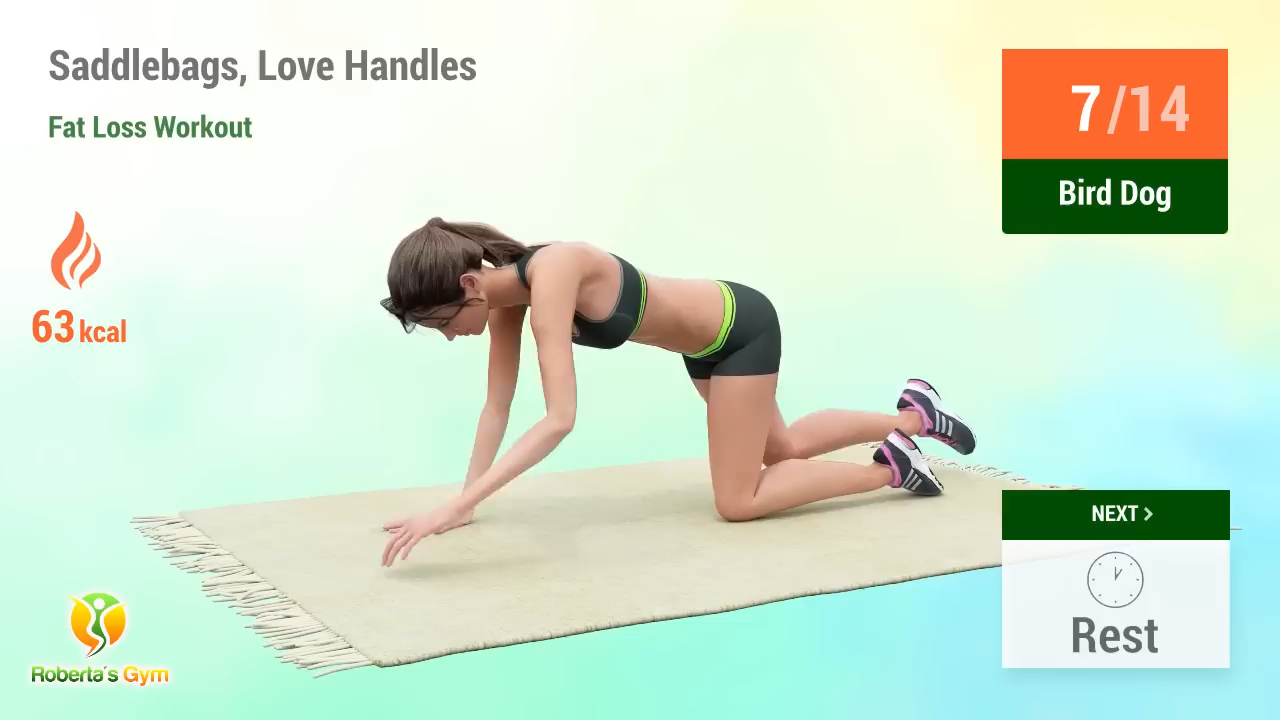 Saddlebags, Love Handles
Fat Loss Workout
7/14
Bird Dog
63 kcal
NEXT >
Rest
Roberta´s Gym